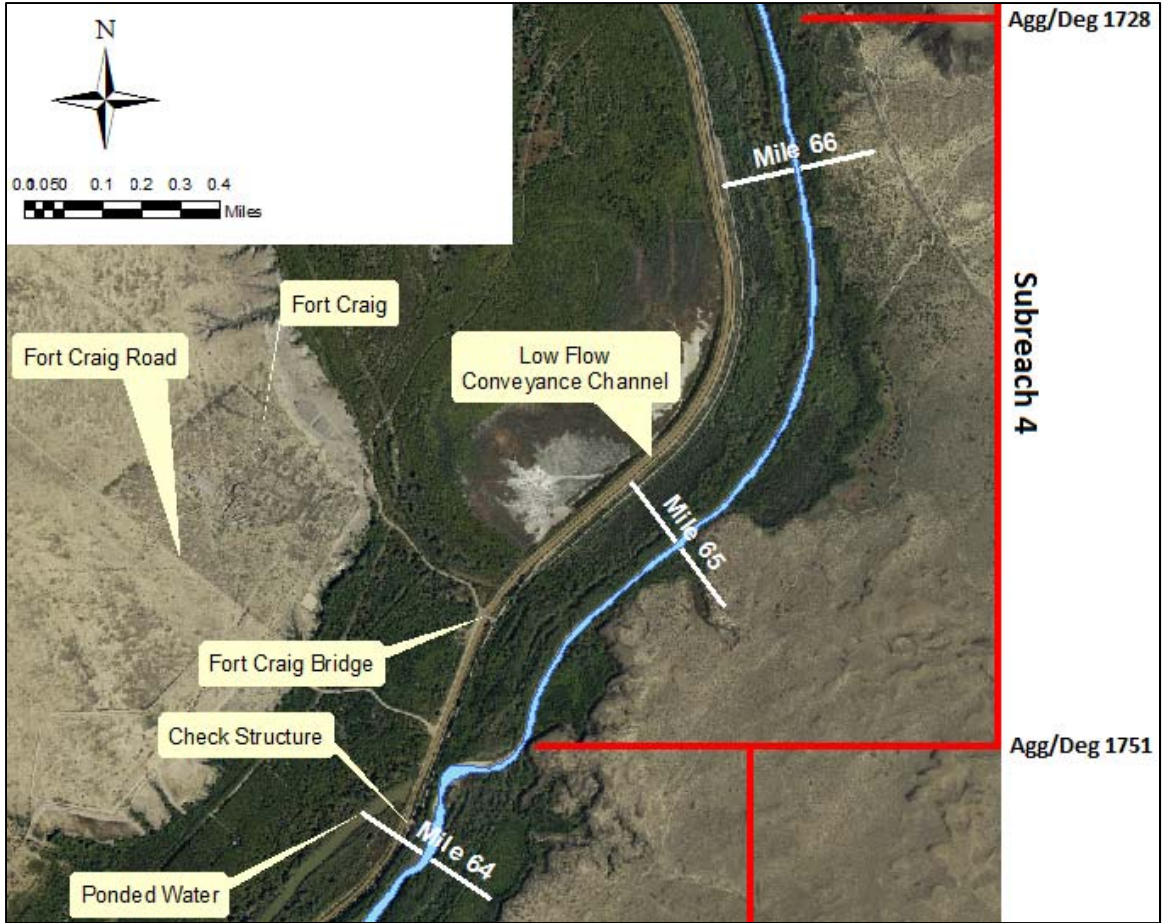 N
0.0.050 0.1 0.2 0.3 0.4
Miles
Agg/Deg 1728
Mile 66
Subreach 4
Fort Craig
Fort Craig Road
Low Flow
Conveyance Channel
Mile 65
Fort Craig Bridge
Check Structure
Agg/Deg 1751
Mile 64
Ponded Water